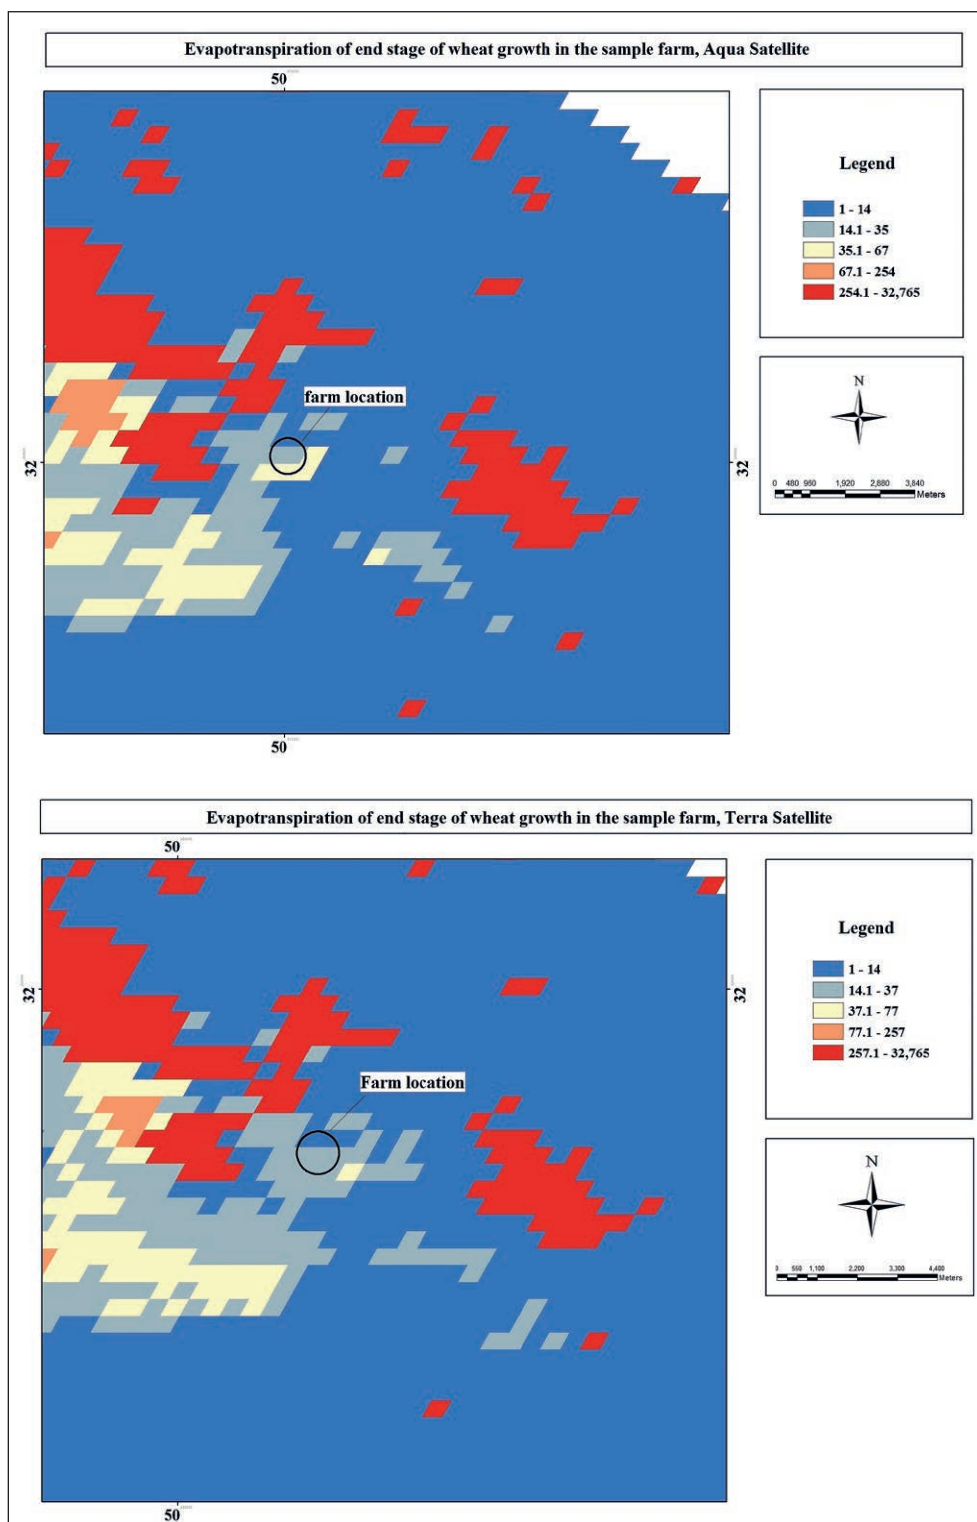 Evapotranspiration of end stage of wheat growth in the sample farm, Aqua Satellite
50
Legend
1 - 14
14.1 - 35
35.1 - 67
67.1 - 254
254.1 - 32,765
farm location
32
32
N
0 480 960 1,920 2,880 3,840
Meters
50
Evapotranspiration of end stage of wheat growth in the sample farm, Terra Satellite
50
Legend
1 - 14
14.1 - 37
37.1 - 77
77.1 - 257
257.1 - 32,765
32
32
Farm location
N
0 550 1,100 2,200 3,300 4,400
Meters
50